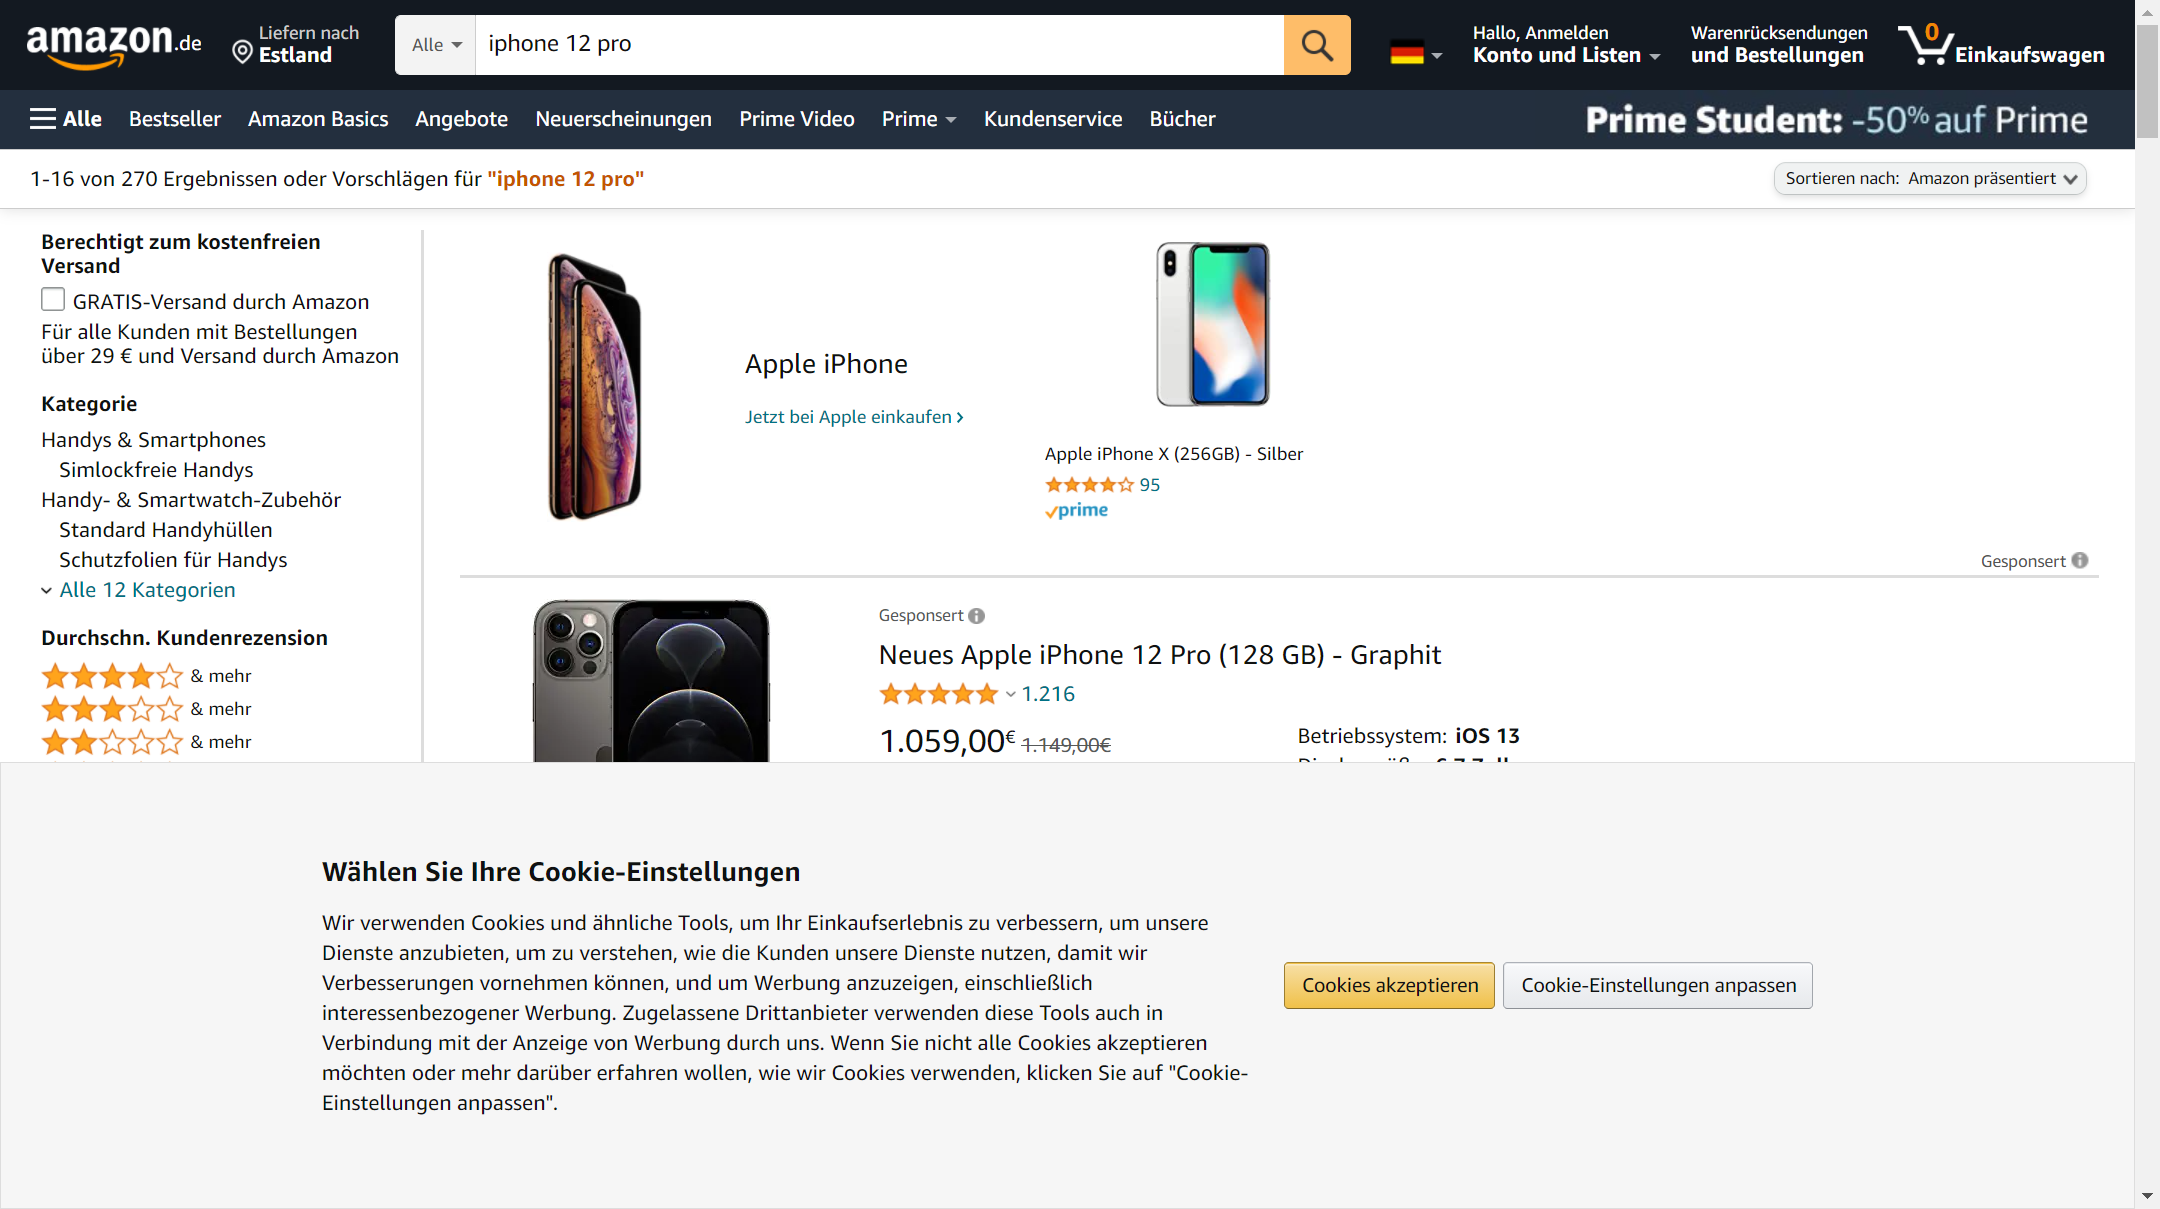 amazon.de
Liefern nach
Estland
Alle
iphone 12 pro
Hallo, Anmelden
Konto und Listen
Warenrücksendungen
und Bestellungen
0
Einkaufswagen
Alle
Bestseller
Amazon Basics
Angebote
Neuerscheinungen
Prime Video
Prime
Kundenservice
Bücher
Prime Student: -50% auf Prime
1-16 von 270 Ergebnissen oder Vorschlägen für "iphone 12 pro"
Sortieren nach: Amazon präsentiert
Berechtigt zum kostenfreien
Versand
GRATIS-Versand durch Amazon
Für alle Kunden mit Bestellungen
über 29 € und Versand durch Amazon
Kategorie
Handys & Smartphones
Simlockfreie Handys
Handy- & Smartwatch-Zubehör
Standard Handyhüllen
Schutzfolien für Handys
Alle 12 Kategorien
Durchschn. Kundenrezension
& mehr
& mehr
& mehr
Apple iPhone
Jetzt bei Apple einkaufen ›
Apple iPhone X (256GB) - Silber
95
prime
Gesponsert
Gesponsert
Neues Apple iPhone 12 Pro (128 GB) - Graphit
1.216
1.059,00€ 1.149,00€
Betriebssystem: iOS 13
Wählen Sie Ihre Cookie-Einstellungen
Wir verwenden Cookies und ähnliche Tools, um Ihr Einkaufserlebnis zu verbessern, um unsere
Dienste anzubieten, um zu verstehen, wie die Kunden unsere Dienste nutzen, damit wir
Verbesserungen vornehmen können, und um Werbung anzuzeigen, einschließlich
interessenbezogener Werbung. Zugelassene Drittanbieter verwenden diese Tools auch in
Verbindung mit der Anzeige von Werbung durch uns. Wenn Sie nicht alle Cookies akzeptieren
möchten oder mehr darüber erfahren wollen, wie wir Cookies verwenden, klicken Sie auf "Cookie-
Einstellungen anpassen".
Cookies akzeptieren
Cookie-Einstellungen anpassen